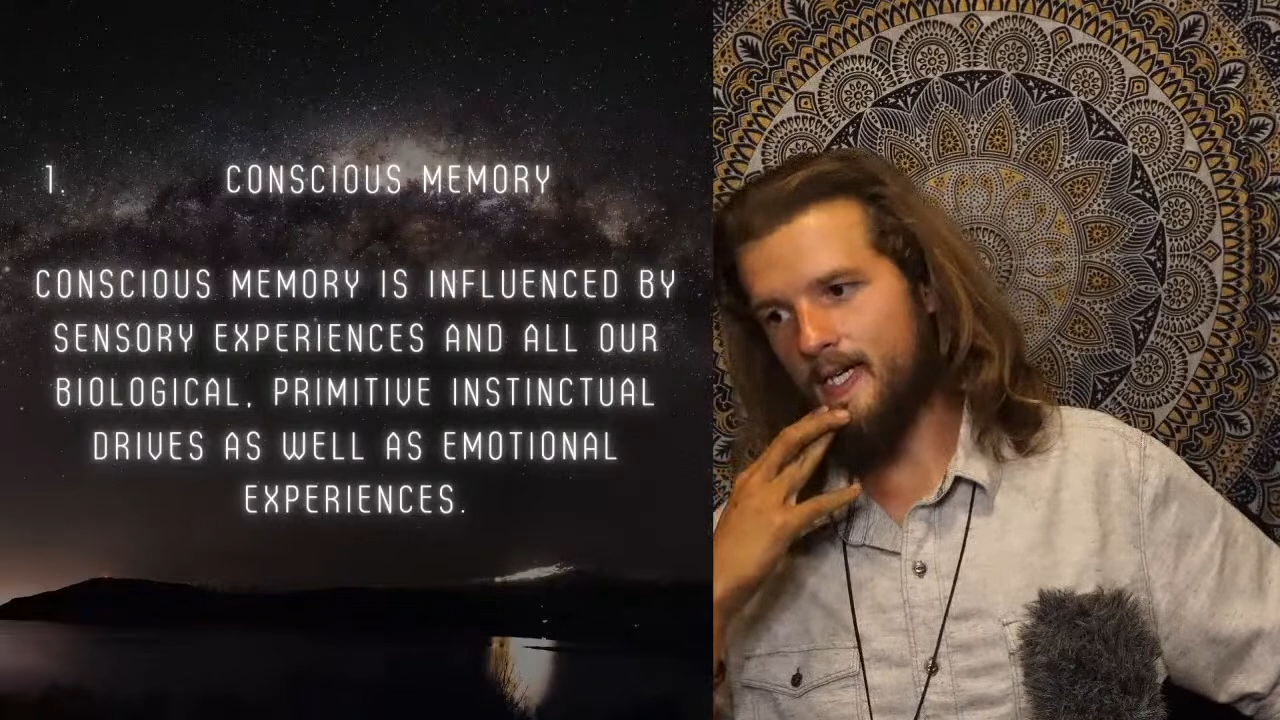 1. CONSCIOUS MEMORY
CONSCIOUS MEMORY IS INFLUENCED BY
SENSORY EXPERIENCES AND ALL OUR
BIOLOGICAL, PRIMITIVE INSTINCTUAL
DRIVES AS WELL AS EMOTIONAL
EXPERIENCES.